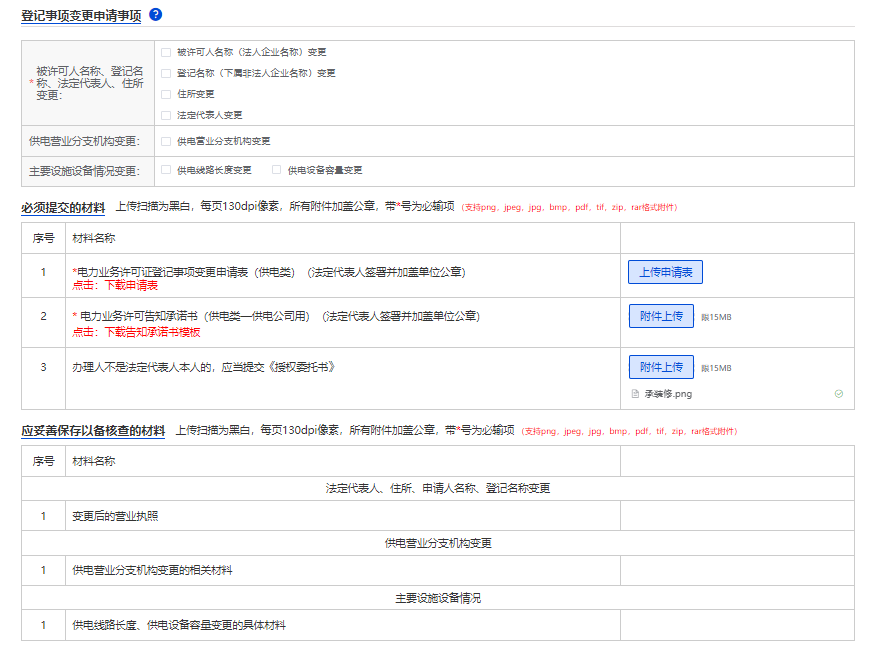 登记事项变更申请事项 ?
* 被许可人名称、登记名称、法定代表人、住所变更：
被许可人名称（法人企业名称）变更
登记名称（下属非法人企业名称）变更
住所变更
法定代表人变更
供电营业分支机构变更： 供电营业分支机构变更
主要设施设备情况变更： 供电线路长度变更 供电设备容量变更
必须提交的材料 上传扫描为黑白，每页130dpi像素，所有附件加盖公章，带*号为必输项 （支持png、jpeg、jpg、bmp、pdf、tif、zip、rar格式附件）
序号 材料名称
1 *电力业务许可证登记事项变更申请表（供电类）（法定代表人签署并加盖单位公章） 上传申请表
点击：下载申请表
2 * 电力业务许可告知承诺书（供电类—供电公司用）（法定代表人签署并加盖单位公章） 附件上传 限15MB
点击：下载告知承诺书模板
3 办理人不是法定代表人本人的，应当提交《授权委托书》 附件上传 限15MB
承装修.png
应妥善保存以备核查的材料 上传扫描为黑白，每页130dpi像素，所有附件加盖公章，带*号为必输项 （支持png、jpeg、jpg、bmp、pdf、tif、zip、rar格式附件）
序号 材料名称
法定代表人、住所、申请人名称、登记名称变更
1 变更后的营业执照
供电营业分支机构变更
1 供电营业分支机构变更的相关材料
主要设施设备情况
1 供电线路长度、供电设备容量变更的具体材料